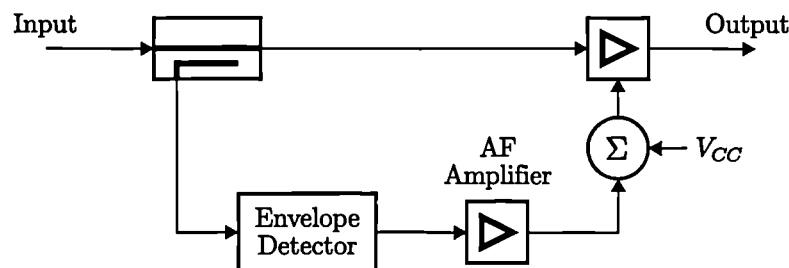 Input
Output
AF
Amplifier
Σ
V_CC
Envelope
Detector